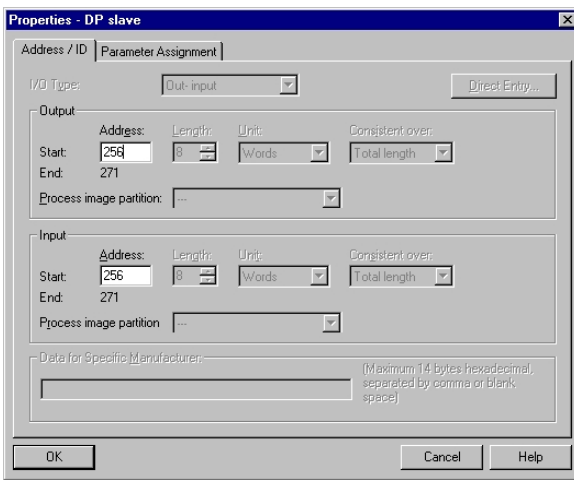 Properties - DP slave
Address / ID Parameter Assignment
I/O Type: Out- input Direct Entry...
Output
Address: Length: Unit: Consistent over:
Start: 256 8 Words Total length
End: 271
Process image partition: ---
Input
Address: Length: Unit: Consistent over:
Start: 256 8 Words Total length
End: 271
Process image partition ---
Data for Specific Manufacturer:
(Maximum 14 bytes hexadecimal,
separated by comma or blank
space)
OK Cancel Help